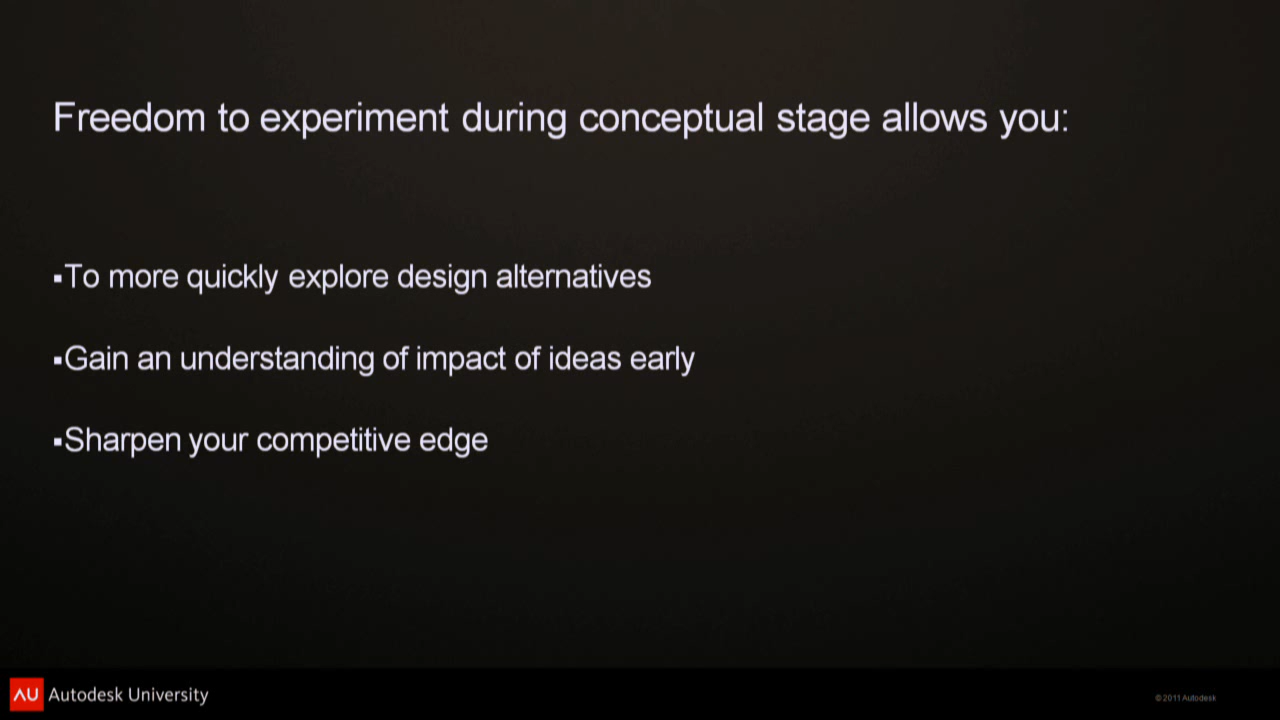 Freedom to experiment during conceptual stage allows you:
▪To more quickly explore design alternatives
▪Gain an understanding of impact of ideas early
▪Sharpen your competitive edge
AU Autodesk University
© 2011 Autodesk